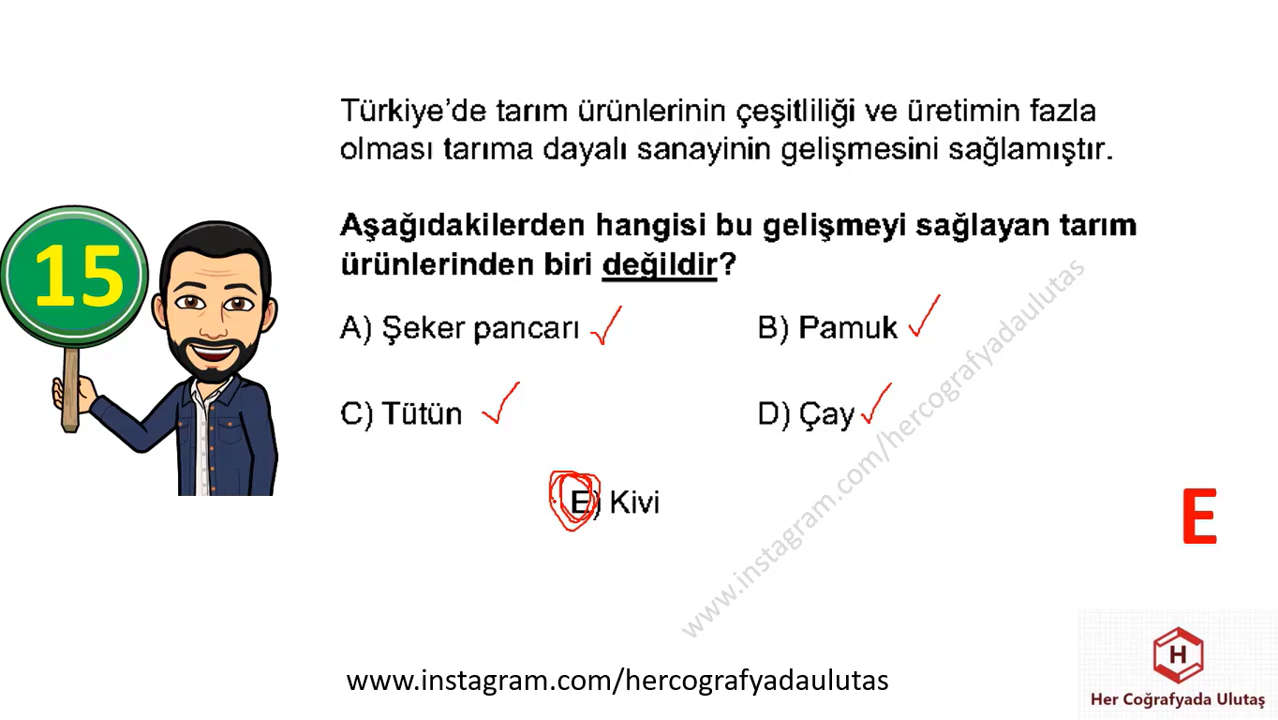 15
Türkiye’de tarım ürünlerinin çeşitliliği ve üretimin fazla
olması tarıma dayalı sanayinin gelişmesini sağlamıştır.
Aşağıdakilerden hangisi bu gelişmeyi sağlayan tarım
ürünlerinden biri değildir?
A) Şeker pancarı
B) Pamuk
C) Tütün
D) Çay
E) Kivi
E
www.instagram.com/hercografyadaulutas
www.instagram.com/hercografyadaulutas
H
Her Coğrafyada Ulutaş